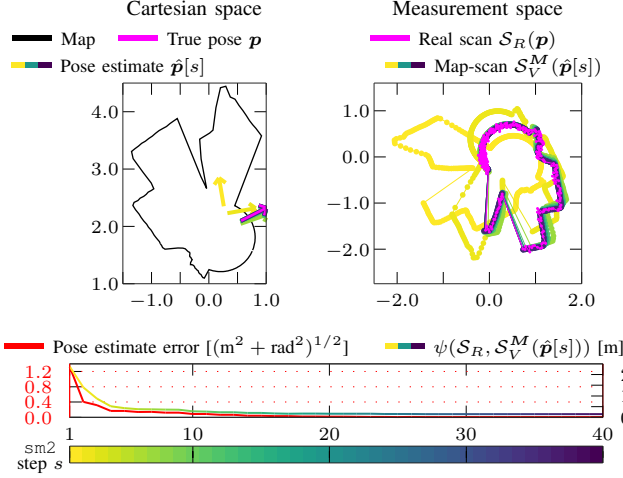 Cartesian space
Measurement space
Map
True pose p
Pose estimate p̂[s]
Real scan S_R(p)
Map-scan S_V^M(p̂[s])
4.0
3.0
2.0
1.0
−1.0
0.0
1.0
1.0
0.0
−1.0
−2.0
−2.0
0.0
2.0
Pose estimate error [(m² + rad²)^{1/2}]
ψ(S_R, S_V^M(p̂[s])) [m]
1.2
0.8
0.4
0.0
1
10
20
30
40
sm2
step s